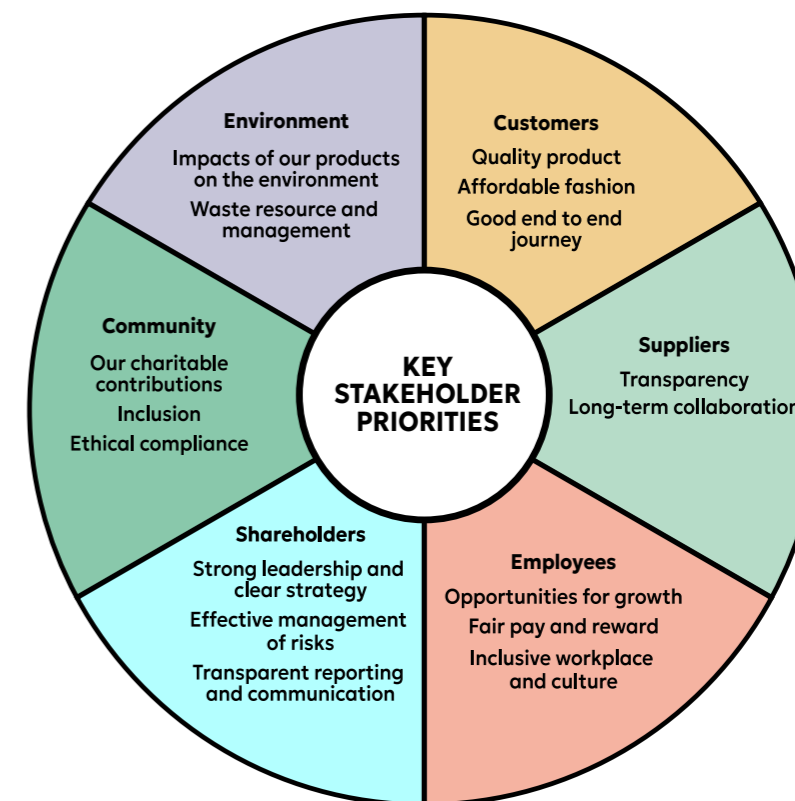 KEY
STAKEHOLDER
PRIORITIES
Environment
Impacts of our products
on the environment
Waste resource and
management
Customers
Quality product
Affordable fashion
Good end to end
journey
Suppliers
Transparency
Long-term collaboration
Employees
Opportunities for growth
Fair pay and reward
Inclusive workplace
and culture
Shareholders
Strong leadership and
clear strategy
Effective management
of risks
Transparent reporting
and communication
Community
Our charitable
contributions
Inclusion
Ethical compliance